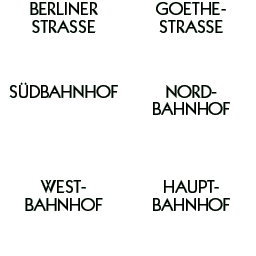 BERLINER
STRASSE
GOETHE-
STRASSE
SÜDBAHNHOF
NORD-
BAHNHOF
WEST-
BAHNHOF
HAUPT-
BAHNHOF